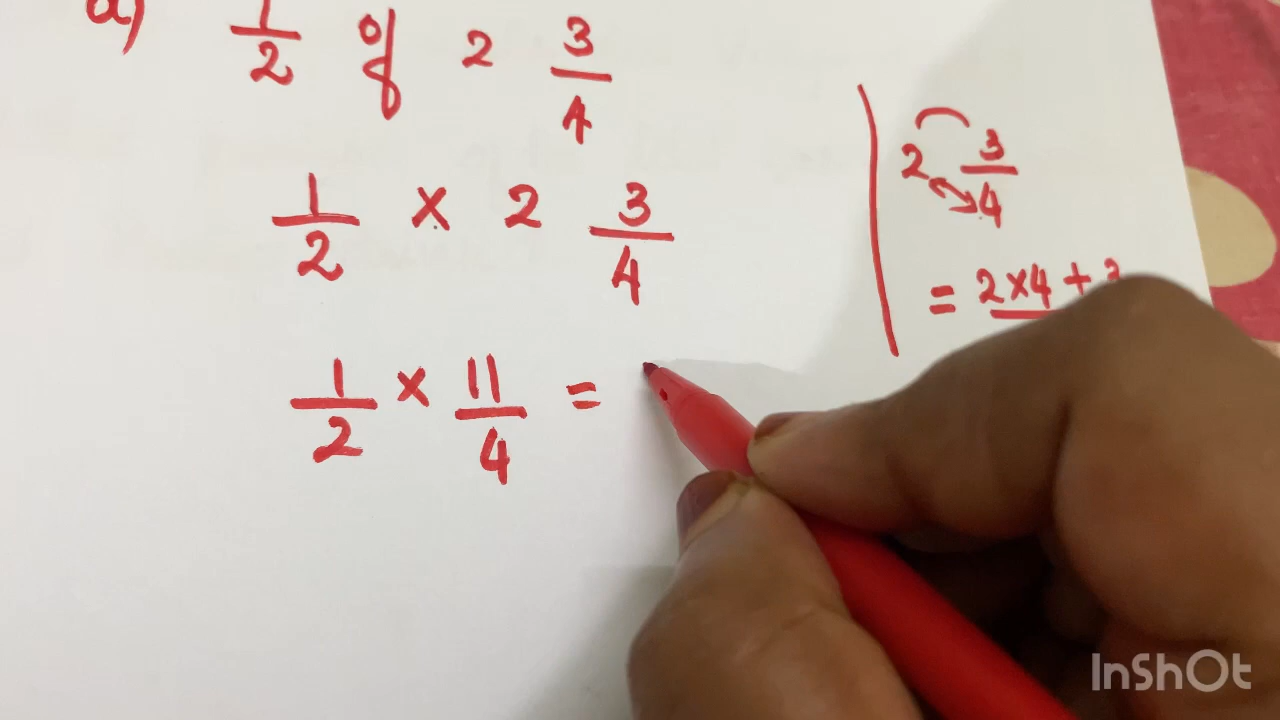 a) 1/2 of 2 3/4
1/2 × 2 3/4
1/2 × 11/4 =
2 3/4
= 2×4+3
InShOt